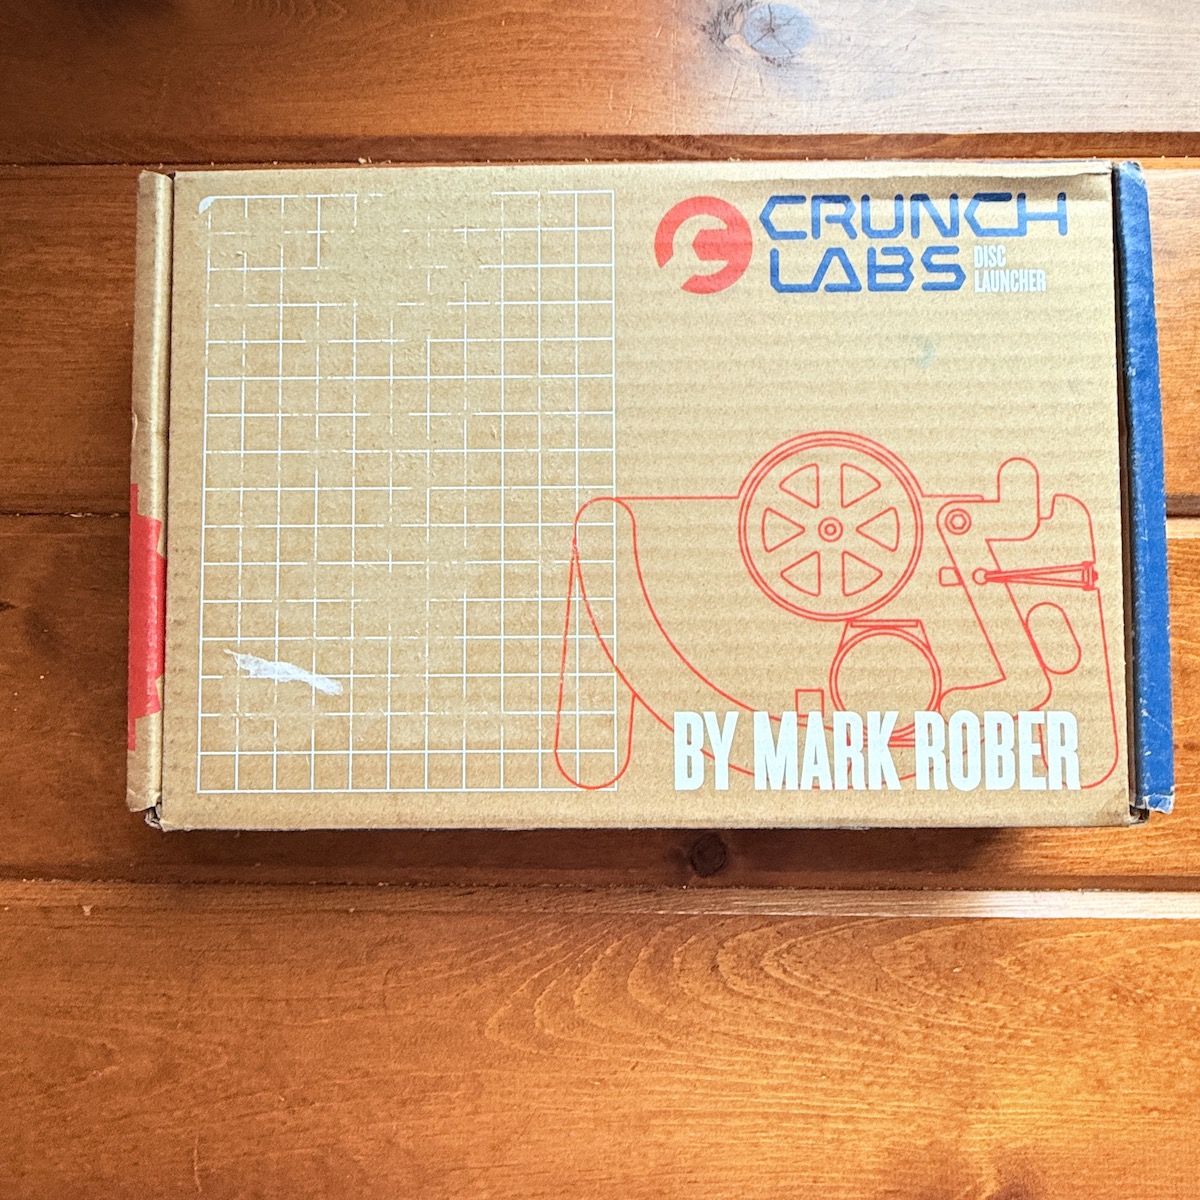 CRUNCH
LABS
DISC
LAUNCHER
BY MARK ROBER